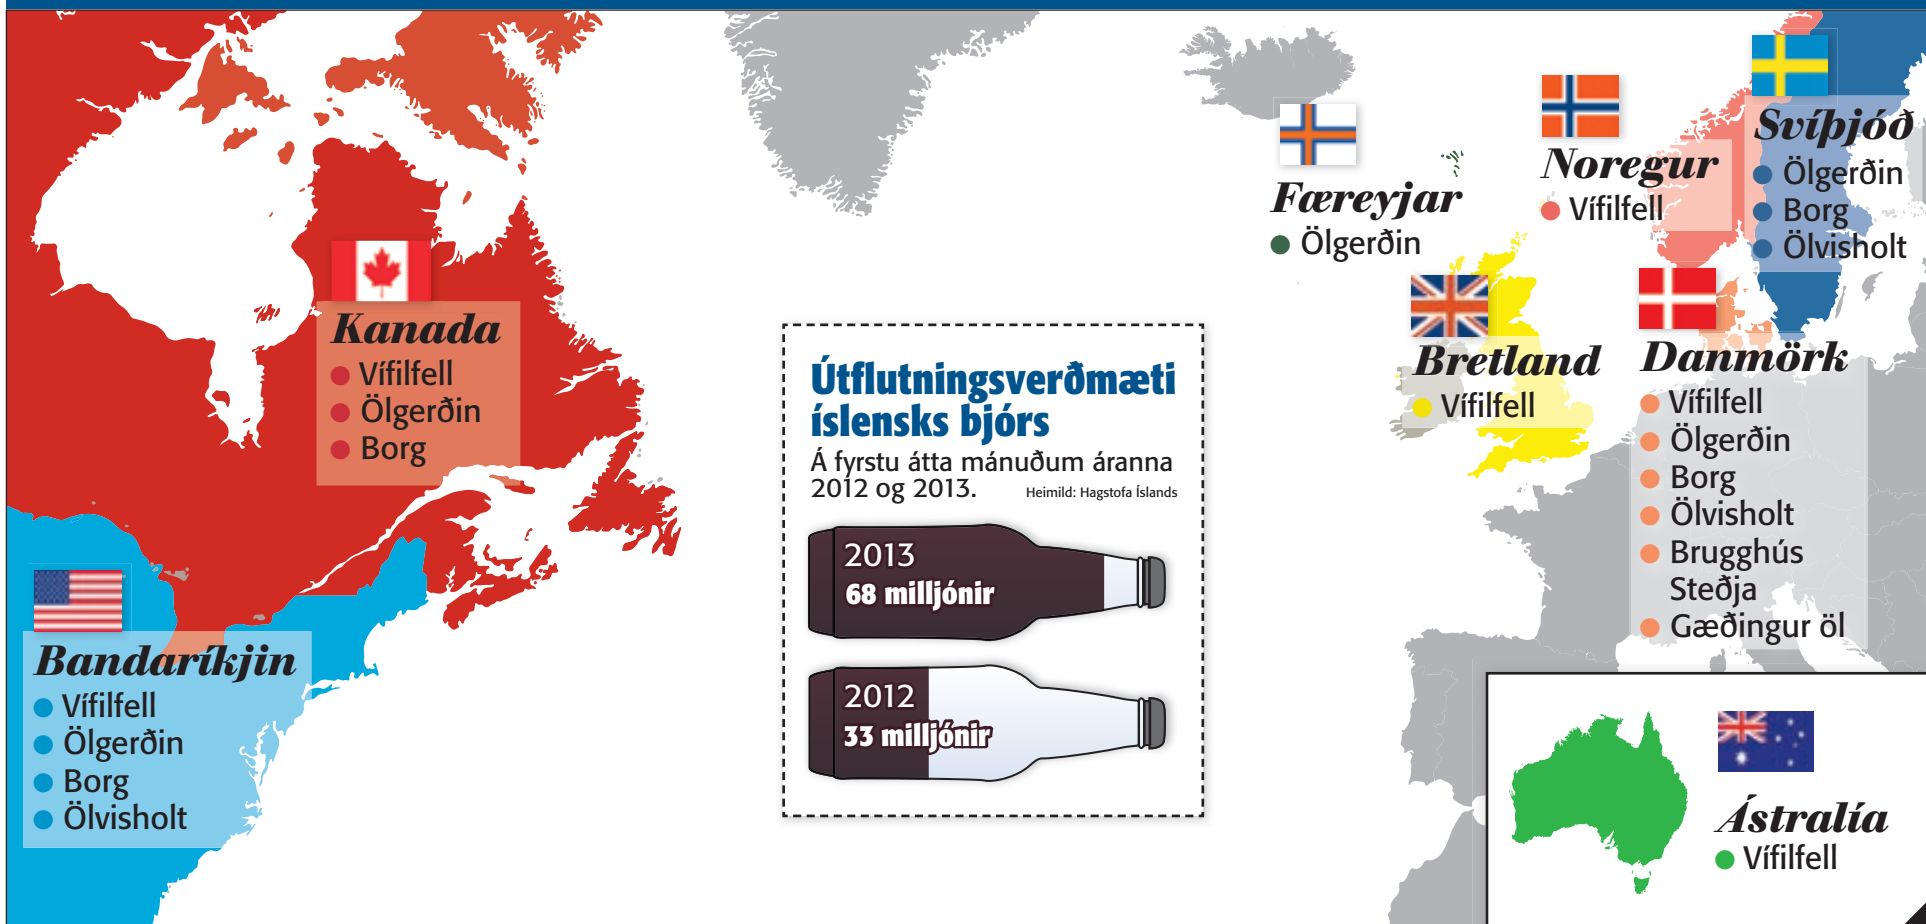 Kanada
Vífilfell
Ölgerðin
Borg
Bandaríkjin
Vífilfell
Ölgerðin
Borg
Ölvisholt
Útflutningsverðmæti
íslensks bjórs
Á fyrstu átta mánuðum áranna
2012 og 2013.
Heimild: Hagstofa Íslands
2013
68 milljónir
2012
33 milljónir
Færeyjar
Ölgerðin
Noregur
Vífilfell
Svíþjóð
Ölgerðin
Borg
Ölvisholt
Bretland
Vífilfell
Danmörk
Vífilfell
Ölgerðin
Borg
Ölvisholt
Brugghús
Steðja
Gæðingur öl
Ástralía
Vífilfell